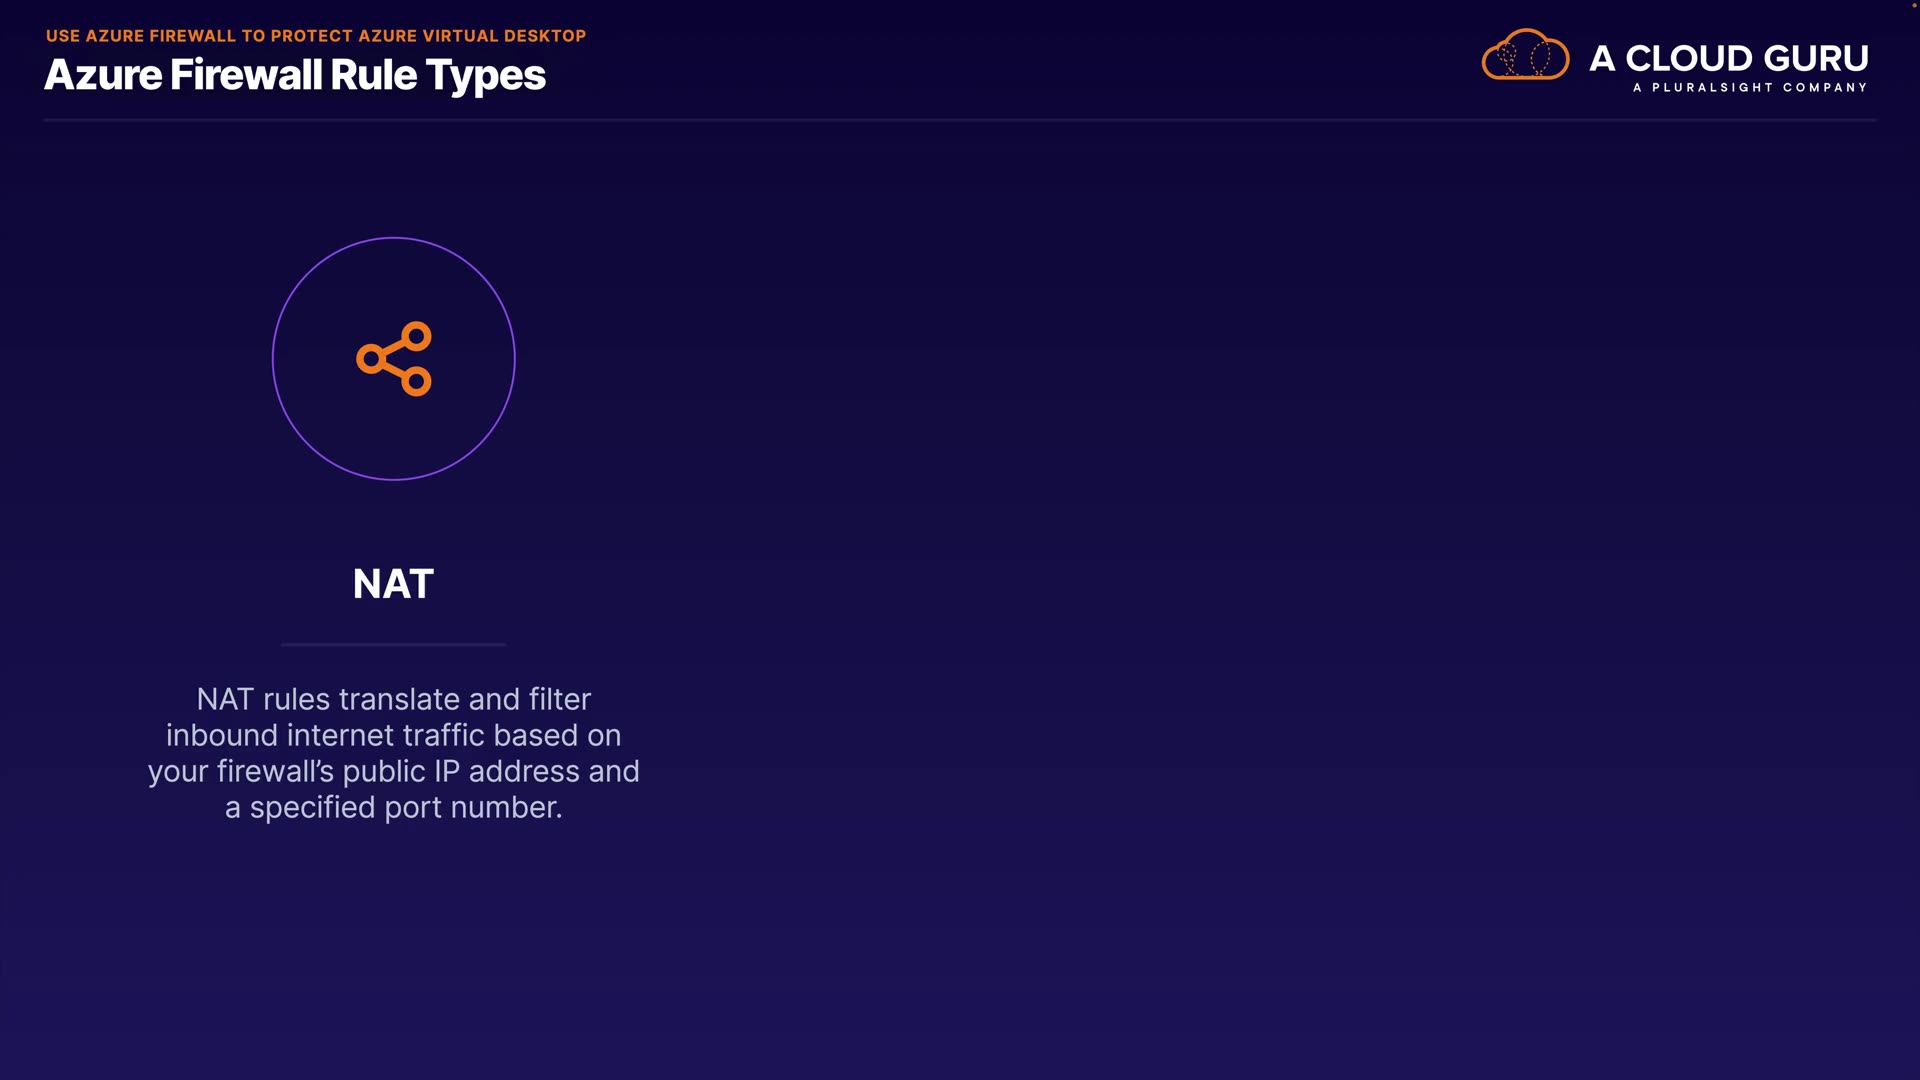 USE AZURE FIREWALL TO PROTECT AZURE VIRTUAL DESKTOP
Azure Firewall Rule Types
A CLOUD GURU
A PLURALSIGHT COMPANY
NAT
NAT rules translate and filter
inbound internet traffic based on
your firewall’s public IP address and
a specified port number.